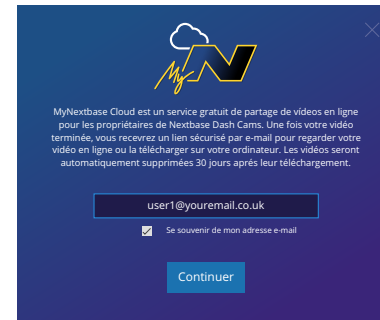 My N
MyNextbase Cloud est un service gratuit de partage de vídeos en ligne
pour les propriétaires de Nextbase Dash Cams. Une fois votre vidéo
terminée, vous recevrez un lien sécurisé par e-mail pour regarder votre
vidéo en ligne ou la télécharger sur votre ordinateur. Les vidéos seront
automatiquement supprimées 30 jours aprés leur téléchargement.
user1@youremail.co.uk
Se souvenir de mon adresse e-mail
Continuer